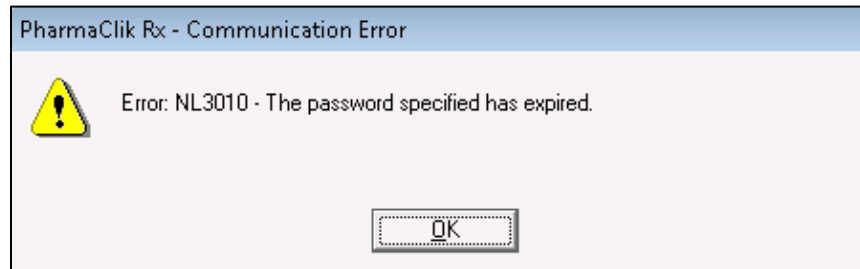 PharmaClik Rx - Communication Error
Error: NL3010 - The password specified has expired.
OK